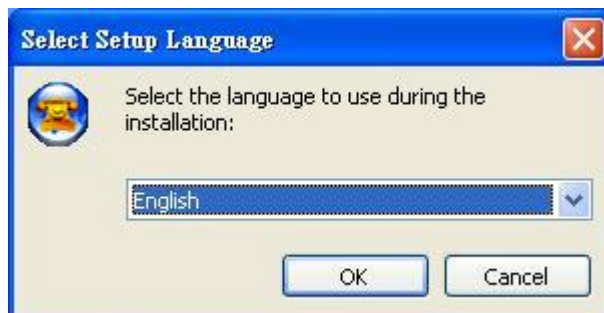 Select Setup Language
Select the language to use during the
installation:
English
OK
Cancel